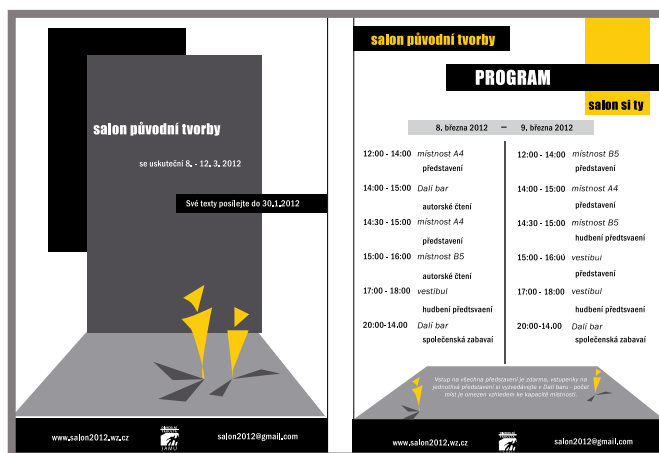 salon původní tvorby
se uskuteční 8. - 12. 3. 2012
Své texty posílejte do 30.1.2012
www.salon2012.wz.cz
JAMU
salon2012@gmail.com
salon původní tvorby
PROGRAM
salon si ty
8. března 2012 – 9. března 2012
12:00 - 14:00 místnost A4
představení
14:00 - 15:00 Dalí bar
autorské čtení
14:30 - 15:00 místnost A4
představení
15:00 - 16:00 místnost B5
autorské čtení
17:00 - 18:00 vestibul
hudbení předtsvaení
20:00-14.00 Dalí bar
společenská zabavaí
12:00 - 14:00 místnost B5
představení
14:00 - 15:00 místnost A4
představení
14:30 - 15:00 místnost B5
hudbení předtsvaení
15:00 - 16:00 vestibul
představení
17:00 - 18:00 vestibul
hudbení předtsvaení
20:00-14.00 Dalí bar
společenská zabavaí
Vstup na všechna představení je zdarma, vstupenky na
jednotlivá představení si vyzvedávejte v Dalí baru - počet
míst je omezen vzhledem ke kapacitě místností.
www.salon2012.wz.cz
salon2012@gmail.com